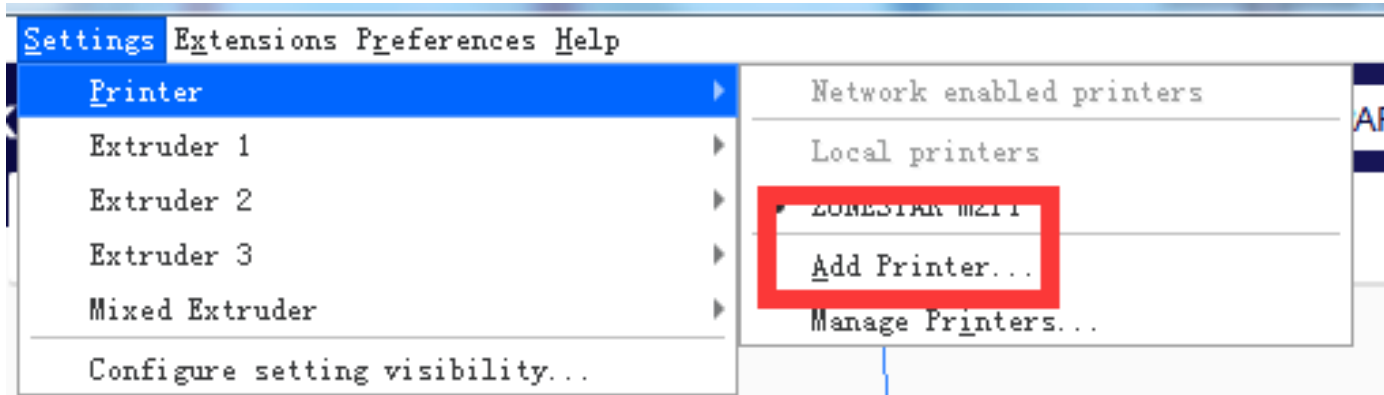 Settings Extensions Preferences Help
Printer
Extruder 1
Extruder 2
Extruder 3
Mixed Extruder
Configure setting visibility...
Network enabled printers
Local printers
ZONESTAR
Add Printer...
Manage Printers...